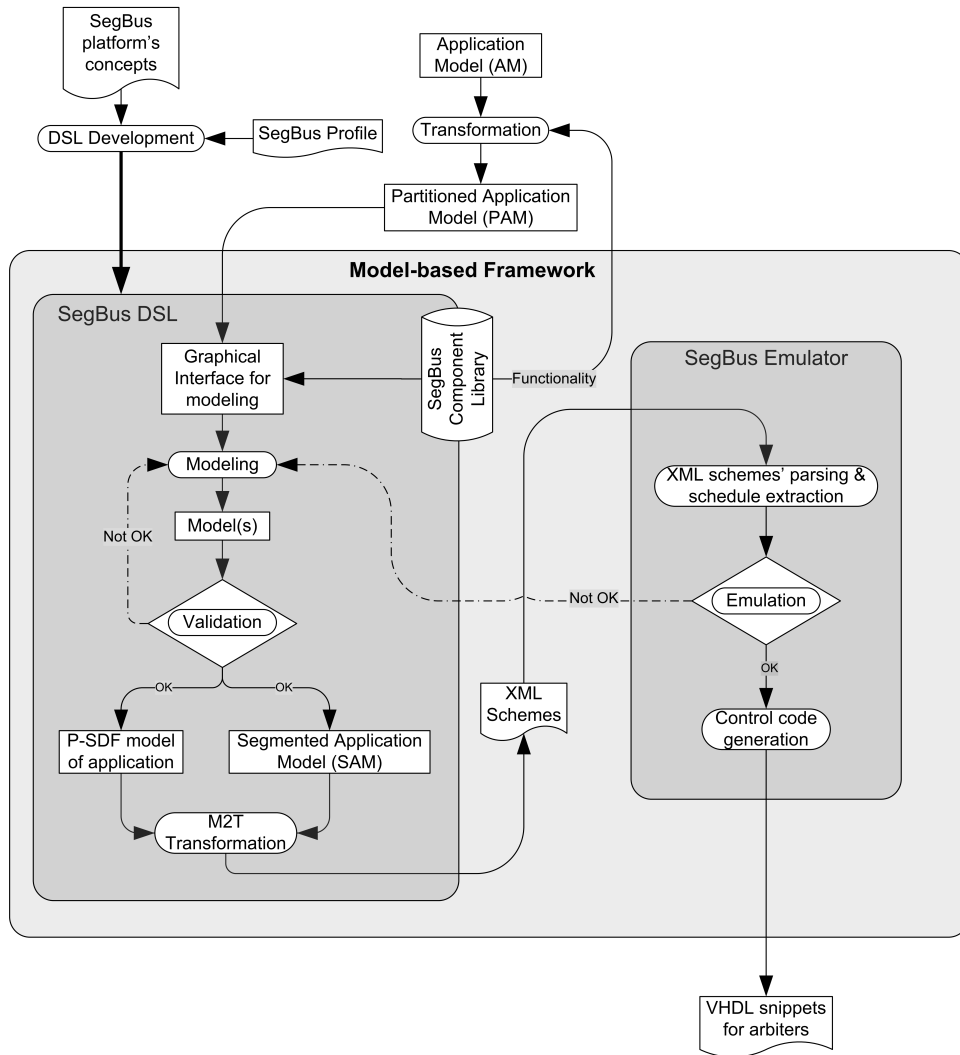 SegBus
platform's
concepts
Application
Model (AM)
DSL Development
SegBus Profile
Transformation
Partitioned Application
Model (PAM)
Model-based Framework
SegBus DSL
SegBus
Component
Library
Functionality
SegBus Emulator
Graphical
Interface for
modeling
Modeling
XML schemes' parsing &
schedule extraction
Model(s)
Not OK
Validation
Not OK
Emulation
OK
OK
OK
P-SDF model
of application
Segmented Application
Model (SAM)
XML
Schemes
Control code
generation
M2T
Transformation
VHDL snippets
for arbiters